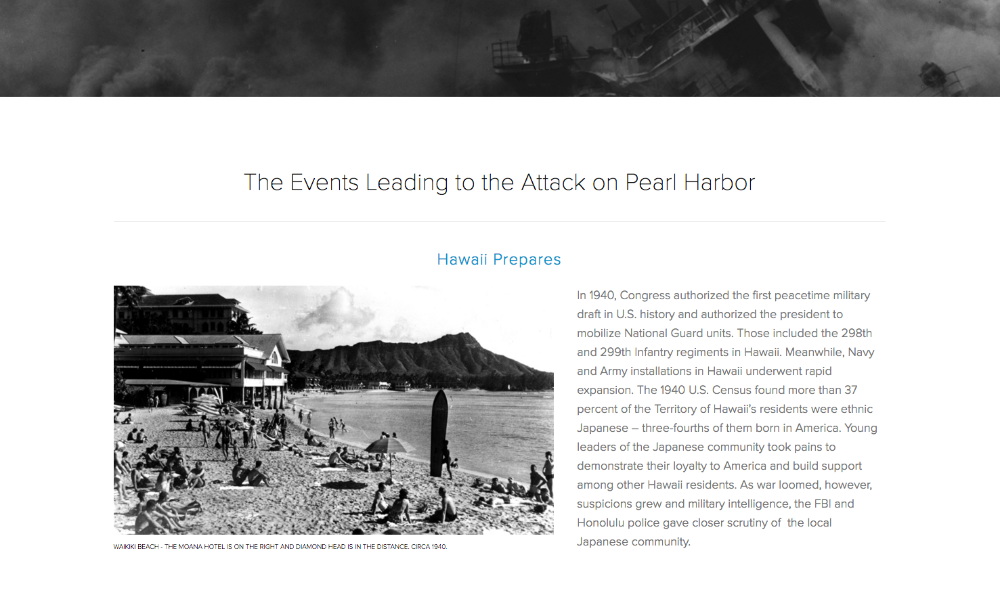 The Events Leading to the Attack on Pearl Harbor
Hawaii Prepares
In 1940, Congress authorized the first peacetime military
draft in U.S. history and authorized the president to
mobilize National Guard units. Those included the 298th
and 299th Infantry regiments in Hawaii. Meanwhile, Navy
and Army installations in Hawaii underwent rapid
expansion. The 1940 U.S. Census found more than 37
percent of the Territory of Hawaii’s residents were ethnic
Japanese – three-fourths of them born in America. Young
leaders of the Japanese community took pains to
demonstrate their loyalty to America and build support
among other Hawaii residents. As war loomed, however,
suspicions grew and military intelligence, the FBI and
Honolulu police gave closer scrutiny of  the local
Japanese community.
WAIKIKI BEACH - THE MOANA HOTEL IS ON THE RIGHT AND DIAMOND HEAD IS IN THE DISTANCE. CIRCA 1940.